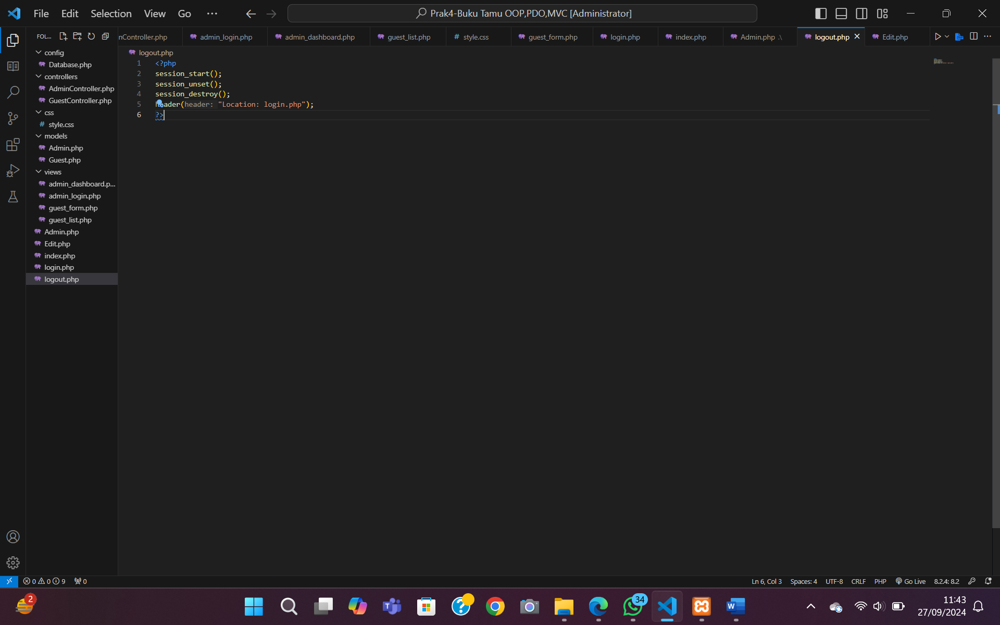 File Edit Selection View Go ···
Prak4-Buku Tamu OOP,PDO,MVC [Administrator]
FOL...
nController.php admin_login.php admin_dashboard.php guest_list.php # style.css guest_form.php login.php index.php Admin.php .\ logout.php Edit.php
config
Database.php
controllers
AdminController.php
GuestController.php
css
# style.css
models
Admin.php
Guest.php
views
admin_dashboard.p...
admin_login.php
guest_form.php
guest_list.php
Admin.php
Edit.php
index.php
login.php
logout.php
logout.php
1 <?php
2 session_start();
3 session_unset();
4 session_destroy();
5 header(header: "Location: login.php");
6 ?>
0 0 9 0
Ln 6, Col 3 Spaces: 4 UTF-8 CRLF PHP Go Live 8.2.4: 8.2
2
T
?
34
W
11:43
27/09/2024